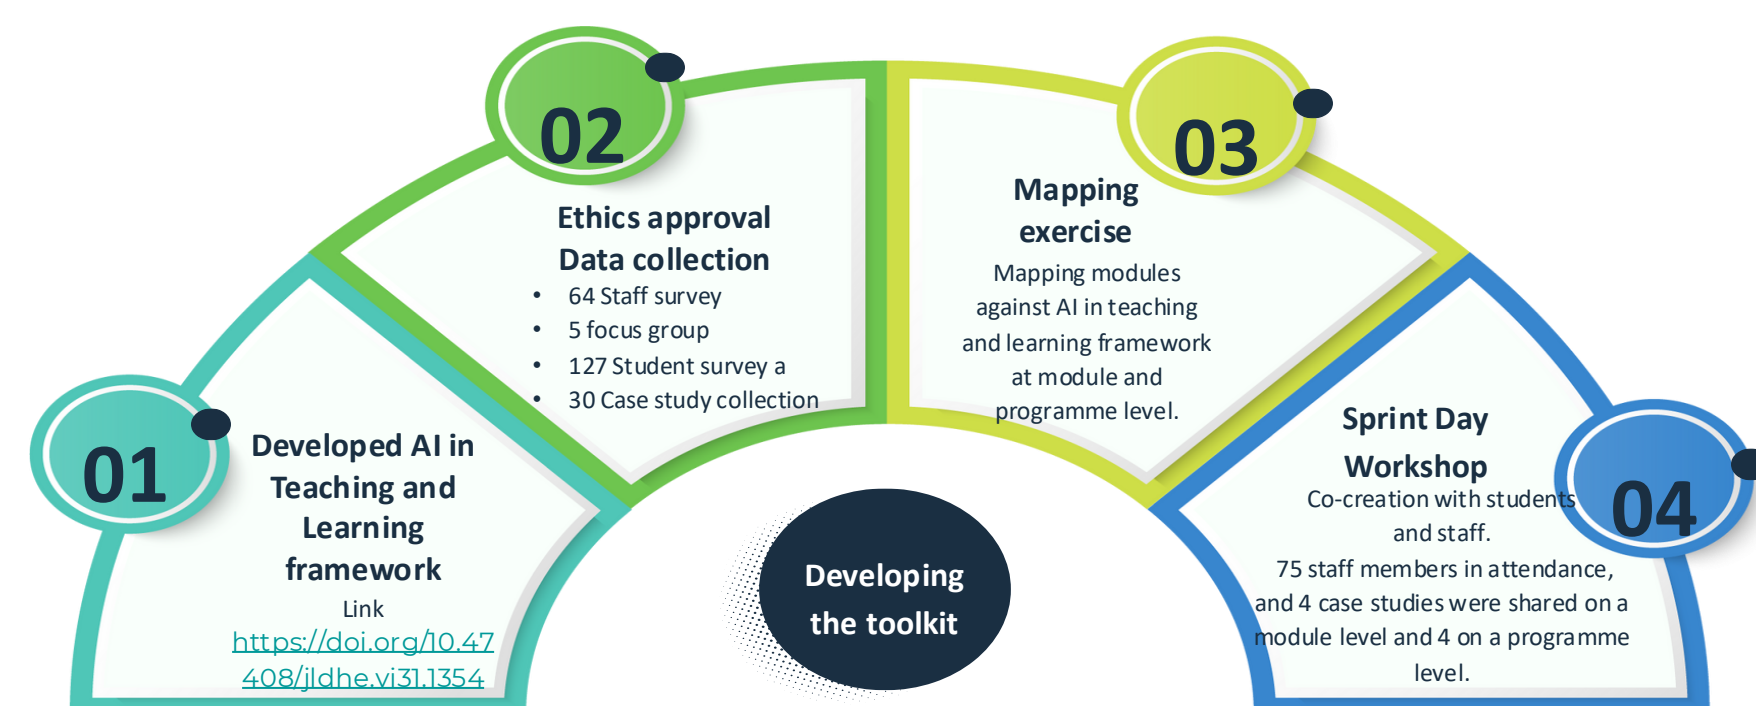 01
Developed AI in
Teaching and
Learning
framework
Link
https://doi.org/10.47
408/jldhe.vi31.1354
02
Ethics approval
Data collection
• 64 Staff survey
• 5 focus group
• 127 Student survey a
• 30 Case study collection
03
Mapping
exercise
Mapping modules
against AI in teaching
and learning framework
at module and
programme level.
04
Sprint Day
Workshop
Co-creation with students
and staff.
75 staff members in attendance,
and 4 case studies were shared on a
module level and 4 on a programme
level.
Developing
the toolkit